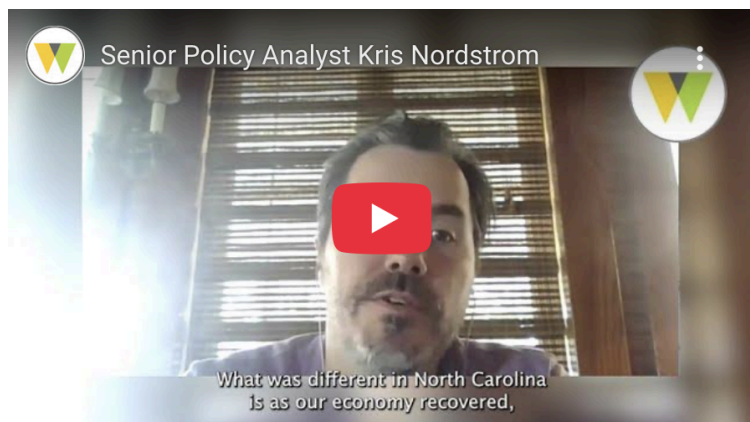 Senior Policy Analyst Kris Nordstrom
What was different in North Carolina
is as our economy recovered,